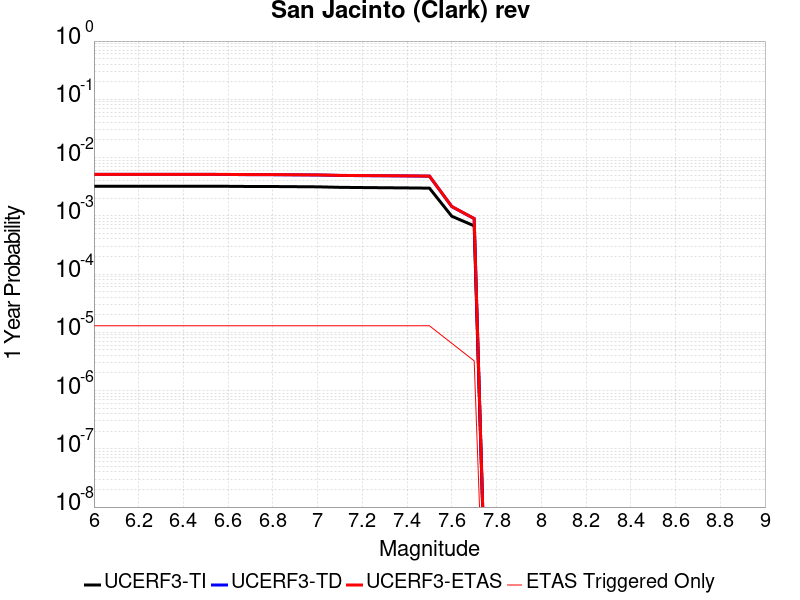 San Jacinto (Clark) rev
10^0
10^-1
10^-2
10^-3
10^-4
10^-5
10^-6
10^-7
10^-8
1 Year Probability
6 6.2 6.4 6.6 6.8 7 7.2 7.4 7.6 7.8 8 8.2 8.4 8.6 8.8 9
Magnitude
UCERF3-TI UCERF3-TD UCERF3-ETAS ETAS Triggered Only